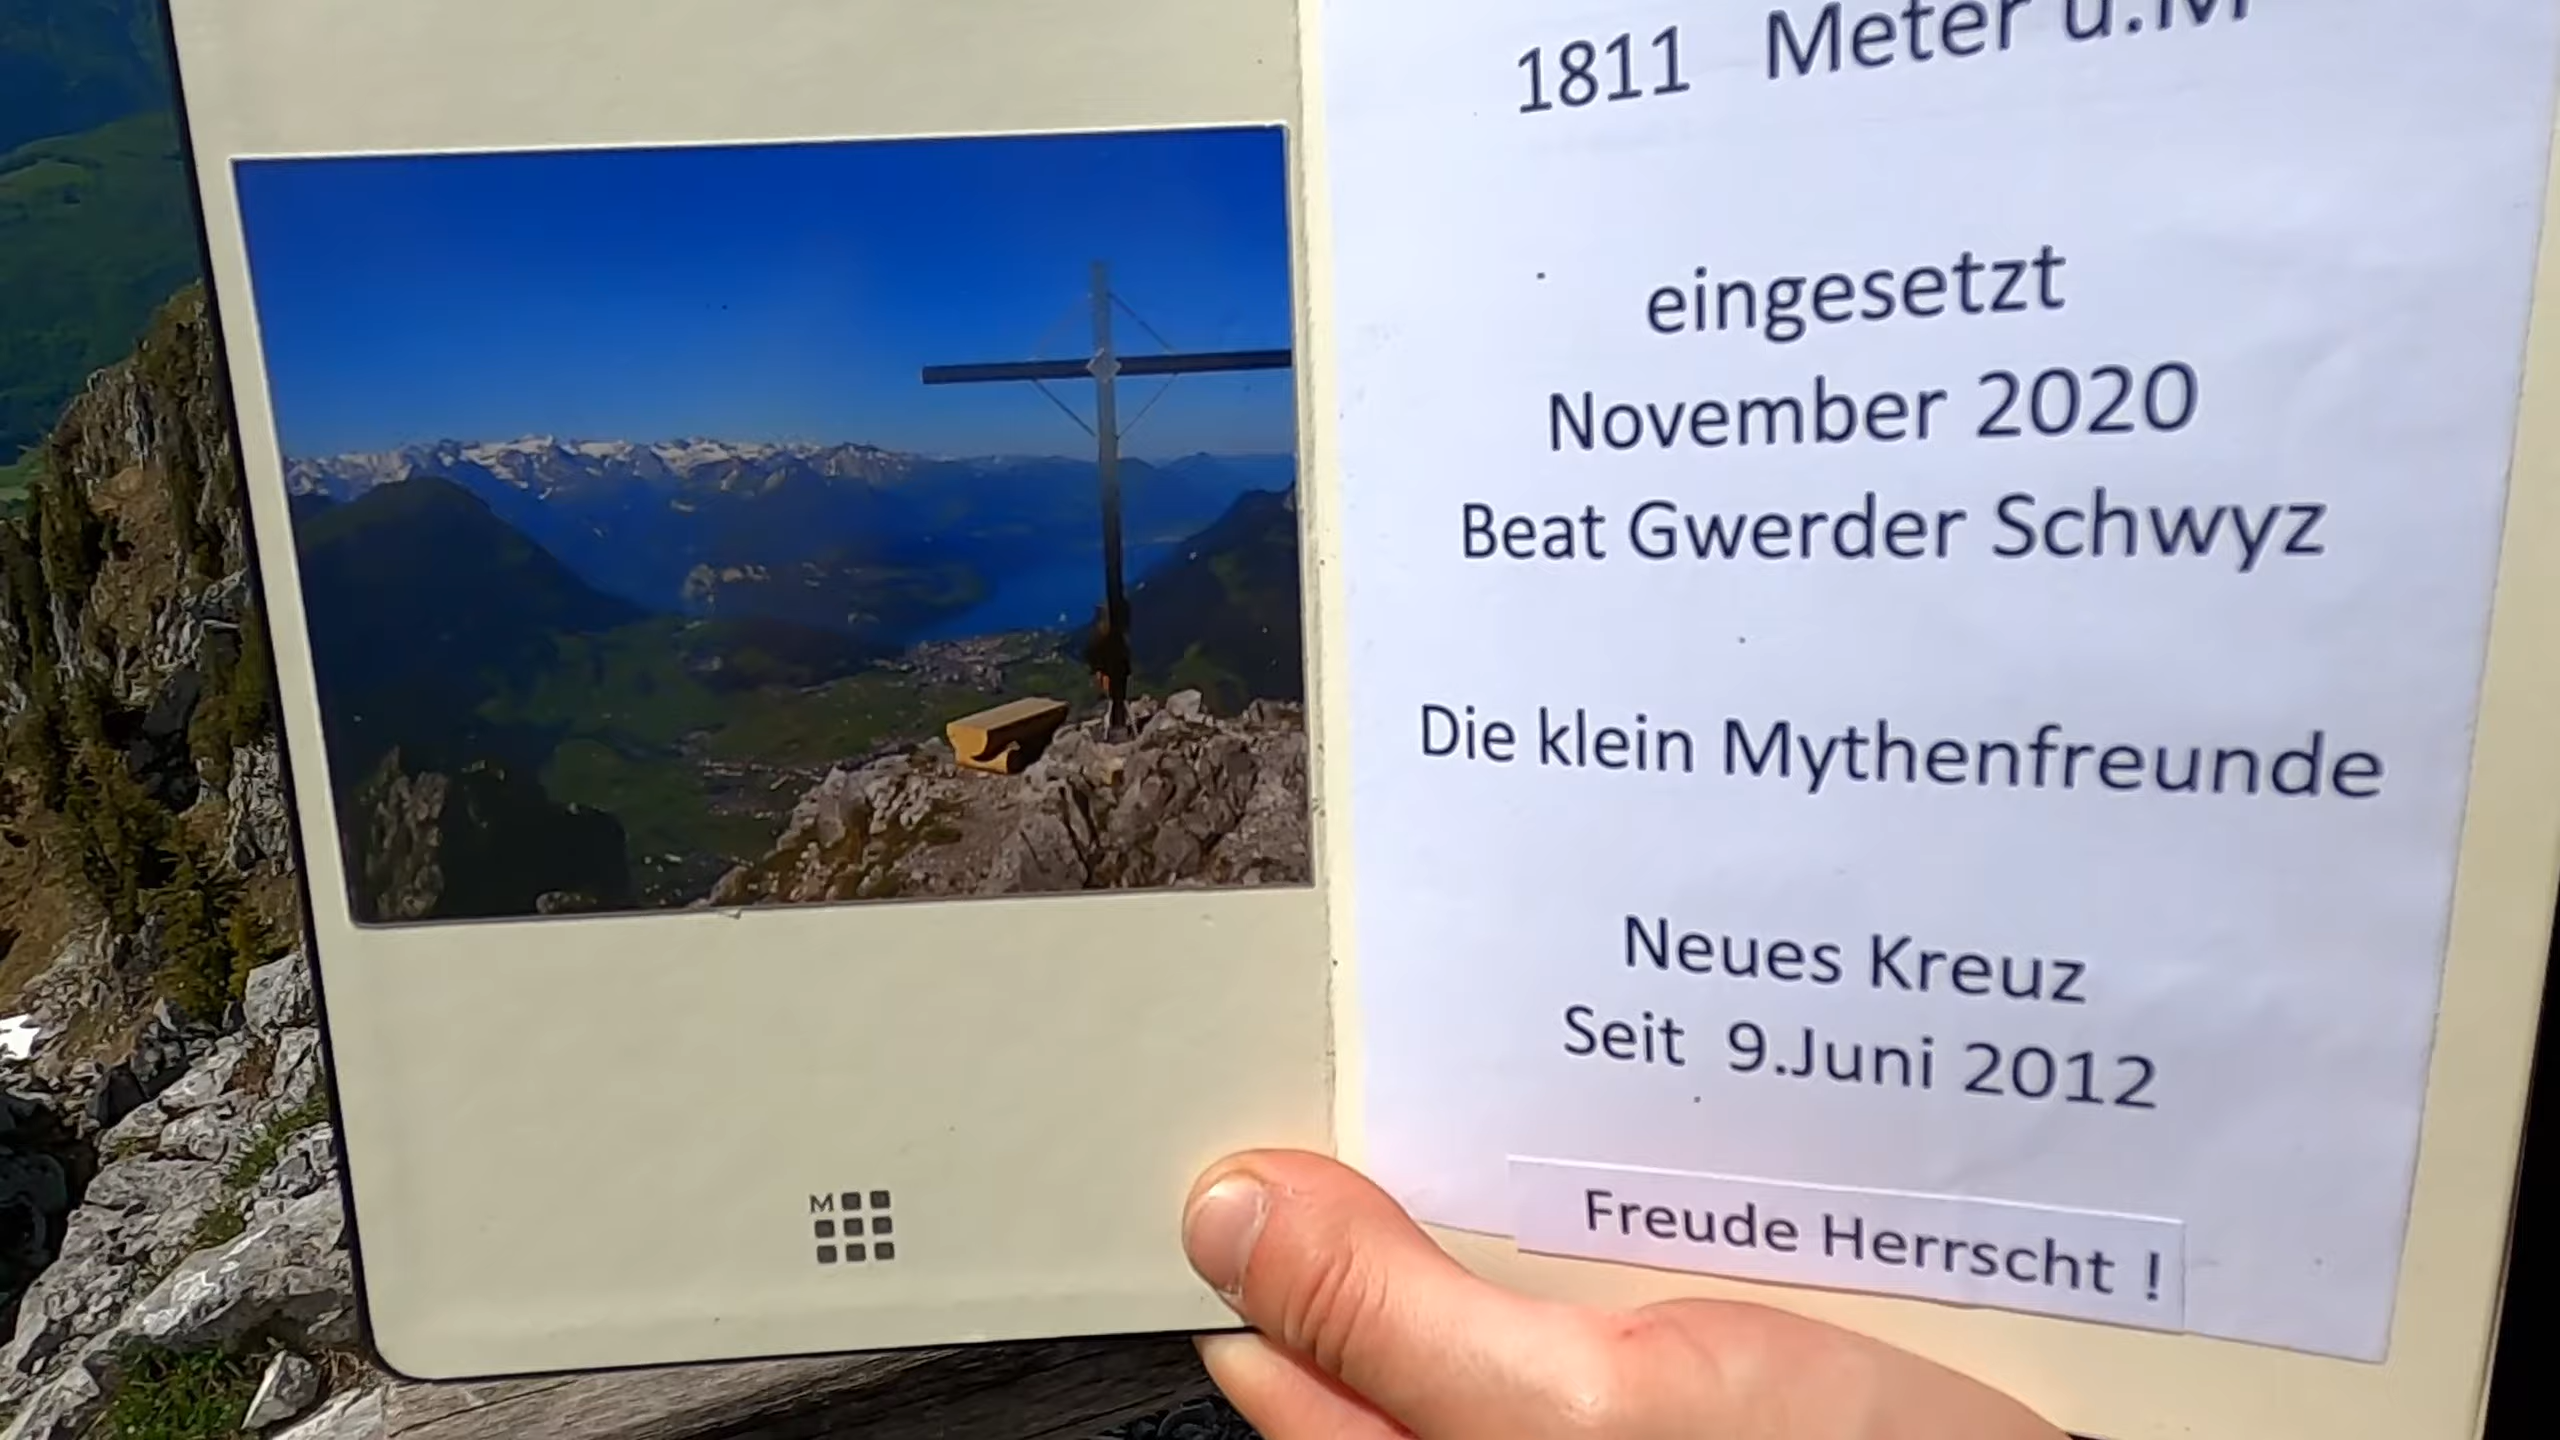 1811 Meter ü.M
eingesetzt
November 2020
Beat Gwerder Schwyz
Die klein Mythenfreunde
Neues Kreuz
Seit 9.Juni 2012
Freude Herrscht !
M